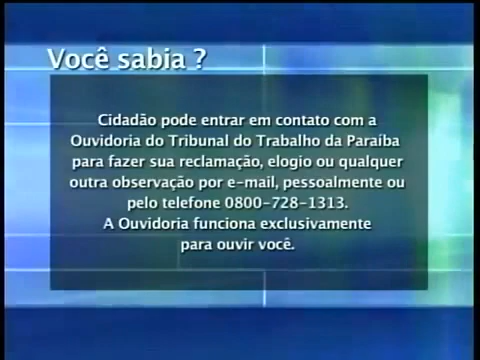 Você sabia ?
Cidadão pode entrar em contato com a
Ouvidoria do Tribunal do Trabalho da Paraíba
para fazer sua reclamação, elogio ou qualquer
outra observação por e-mail, pessoalmente ou
pelo telefone 0800-728-1313.
A Ouvidoria funciona exclusivamente
para ouvir você.